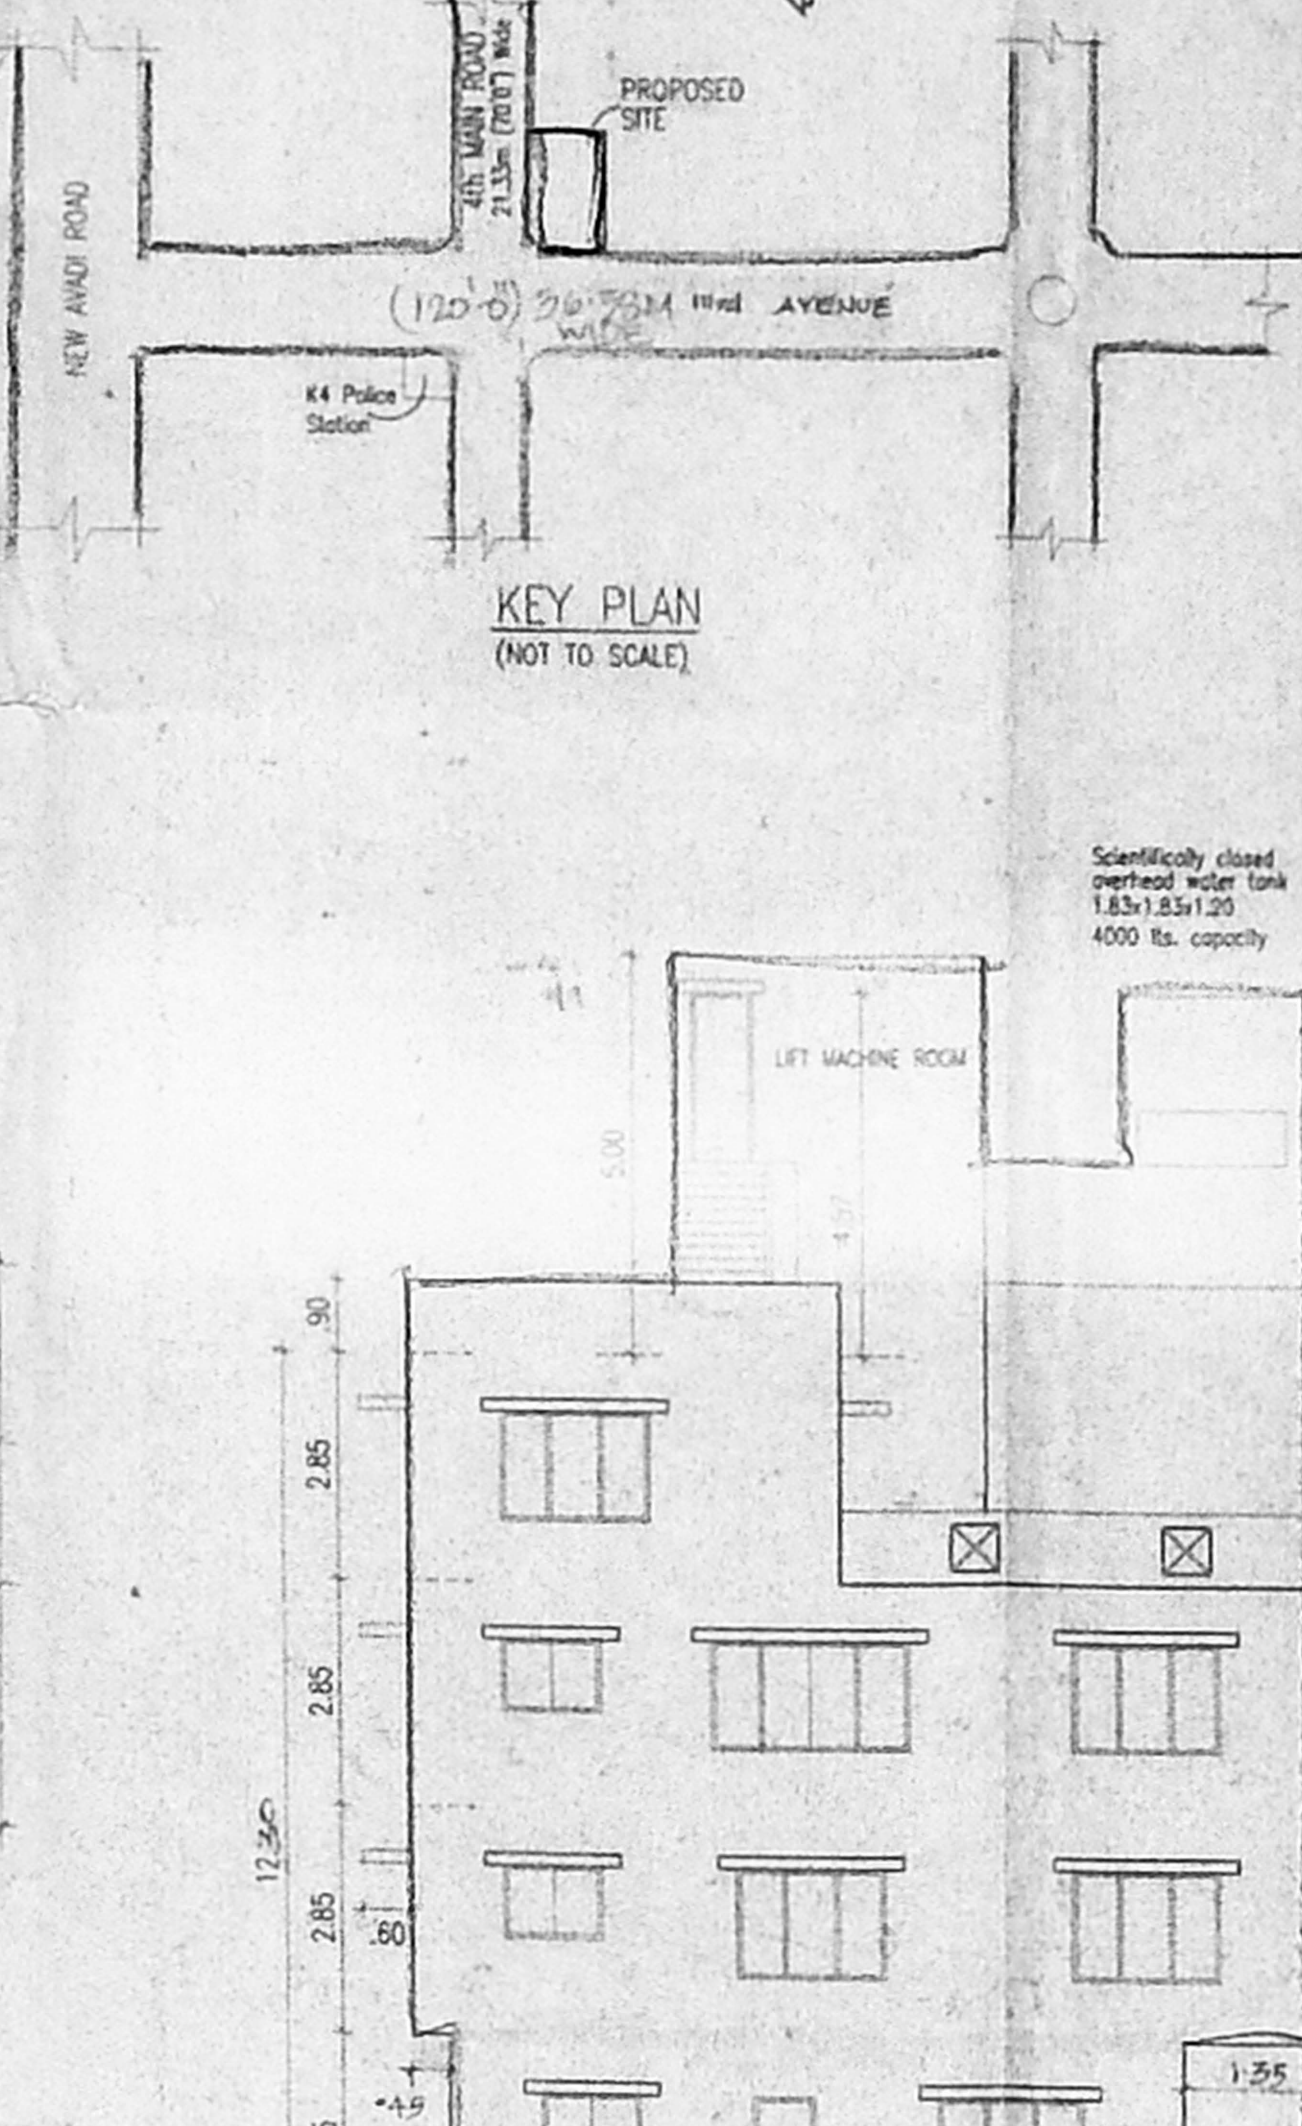 4th MAIN ROAD
21.33m (70'0") Wide
PROPOSED
SITE
NEW AVADI ROAD
(120'-0") 36.58M IIIrd AVENUE
WIDE
K4 Police
Station
KEY PLAN
(NOT TO SCALE)
Scientifically closed
overhead water tank
1.83x1.83x1.20
4000 lts. capacity
LIFT MACHINE ROOM
5.00
4.57
.90
2.85
2.85
12.30
2.85
.60
.45
1.35